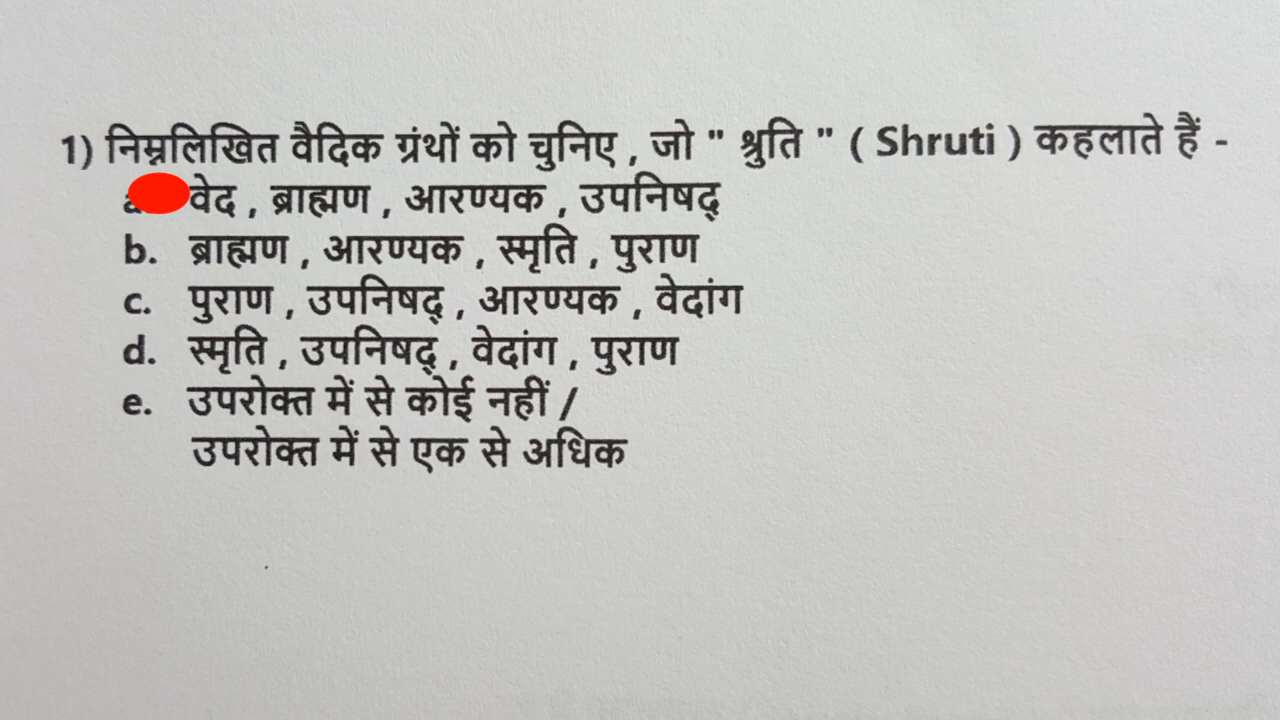 1) निम्नलिखित वैदिक ग्रंथों को चुनिए , जो " श्रुति " ( Shruti ) कहलाते हैं -
वेद , ब्राह्मण , आरण्यक , उपनिषद्
b. ब्राह्मण , आरण्यक , स्मृति , पुराण
c. पुराण , उपनिषद् , आरण्यक , वेदांग
d. स्मृति , उपनिषद् , वेदांग , पुराण
e. उपरोक्त में से कोई नहीं /
उपरोक्त में से एक से अधिक